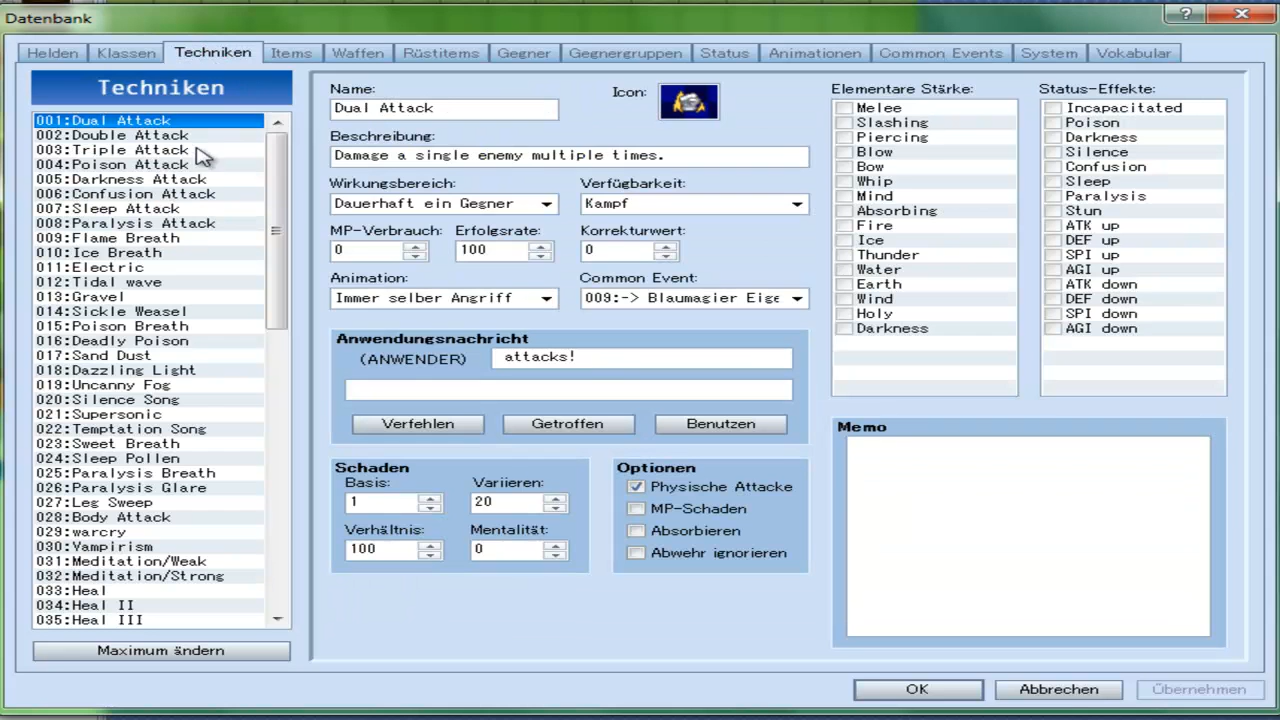 Datenbank
Helden Klassen Techniken Items Waffen Rüstitems Gegner Gegnergruppen Status Animationen Common Events System Vokabular
Techniken
001:Dual Attack
002:Double Attack
003:Triple Attack
004:Poison Attack
005:Darkness Attack
006:Confusion Attack
007:Sleep Attack
008:Paralysis Attack
009:Flame Breath
010:Ice Breath
011:Electric
012:Tidal wave
013:Gravel
014:Sickle Weasel
015:Poison Breath
016:Deadly Poison
017:Sand Dust
018:Dazzling Light
019:Uncanny Fog
020:Silence Song
021:Supersonic
022:Temptation Song
023:Sweet Breath
024:Sleep Pollen
025:Paralysis Breath
026:Paralysis Glare
027:Leg Sweep
028:Body Attack
029:warcry
030:Vampirism
031:Meditation/Weak
032:Meditation/Strong
033:Heal
034:Heal II
035:Heal III
Maximum ändern
Name:
Dual Attack
Icon:
Beschreibung:
Damage a single enemy multiple times.
Wirkungsbereich: Verfügbarkeit:
Dauerhaft ein Gegner Kampf
MP-Verbrauch: Erfolgsrate: Korrekturwert:
0 100 0
Animation: Common Event:
Immer selber Angriff 009:-> Blaumagier Eige
Anwendungsnachricht
(ANWENDER) attacks!
Verfehlen Getroffen Benutzen
Schaden
Basis: Variieren:
1 20
Verhältnis: Mentalität:
100 0
Optionen
Physische Attacke
MP-Schaden
Absorbieren
Abwehr ignorieren
Elementare Stärke:
Melee
Slashing
Piercing
Blow
Bow
Whip
Mind
Absorbing
Fire
Ice
Thunder
Water
Earth
Wind
Holy
Darkness
Status-Effekte:
Incapacitated
Poison
Darkness
Silence
Confusion
Sleep
Paralysis
Stun
ATK up
DEF up
SPI up
AGI up
ATK down
DEF down
SPI down
AGI down
Memo
OK Abbrechen Übernehmen